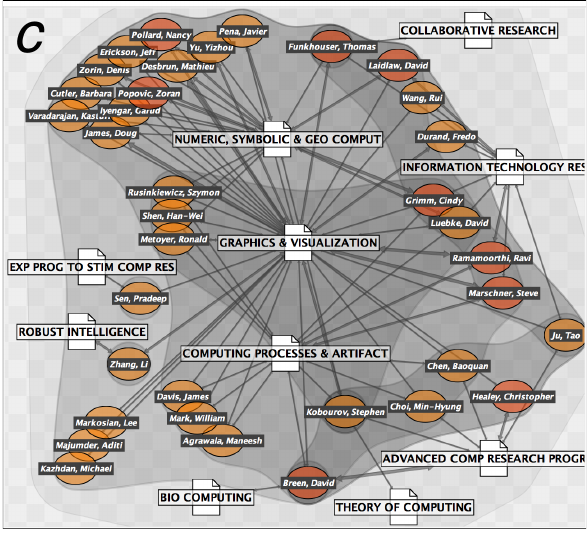 C
Pollard, Nancy
Pena, Javier
Erickson, Jeff
Yu, Yizhou
Funkhouser, Thomas
COLLABORATIVE RESEARCH
Zorin, Denis
Desbrun, Mathieu
Laidlaw, David
Cutler, Barbara
Popovic, Zoran
Wang, Rui
Varadarajan,
Iyengar, Garud
James, Doug
NUMERIC, SYMBOLIC & GEO COMPUT
Durand, Fredo
INFORMATION TECHNOLOGY RES
Rusinkiewicz, Szymon
Grimm, Cindy
Shen, Han-Wei
Luebke, David
Metoyer, Ronald
GRAPHICS & VISUALIZATION
Ramamoorthi, Ravi
EXP PROG TO STIM COMP RES
Sen, Pradeep
Marschner, Steve
ROBUST INTELLIGENCE
Ju, Tao
Zhang, Li
COMPUTING PROCESSES & ARTIFACT
Chen, Baoquan
Davis, James
Healey, Christopher
Markosian, Lee
Mark, William
Kobourov, Stephen
Choi, Min-Hyung
Majumder, Aditi
Agrawala, Maneesh
Kazhdan, Michael
ADVANCED COMP RESEARCH PROGR
Breen, David
BIO COMPUTING
THEORY OF COMPUTING